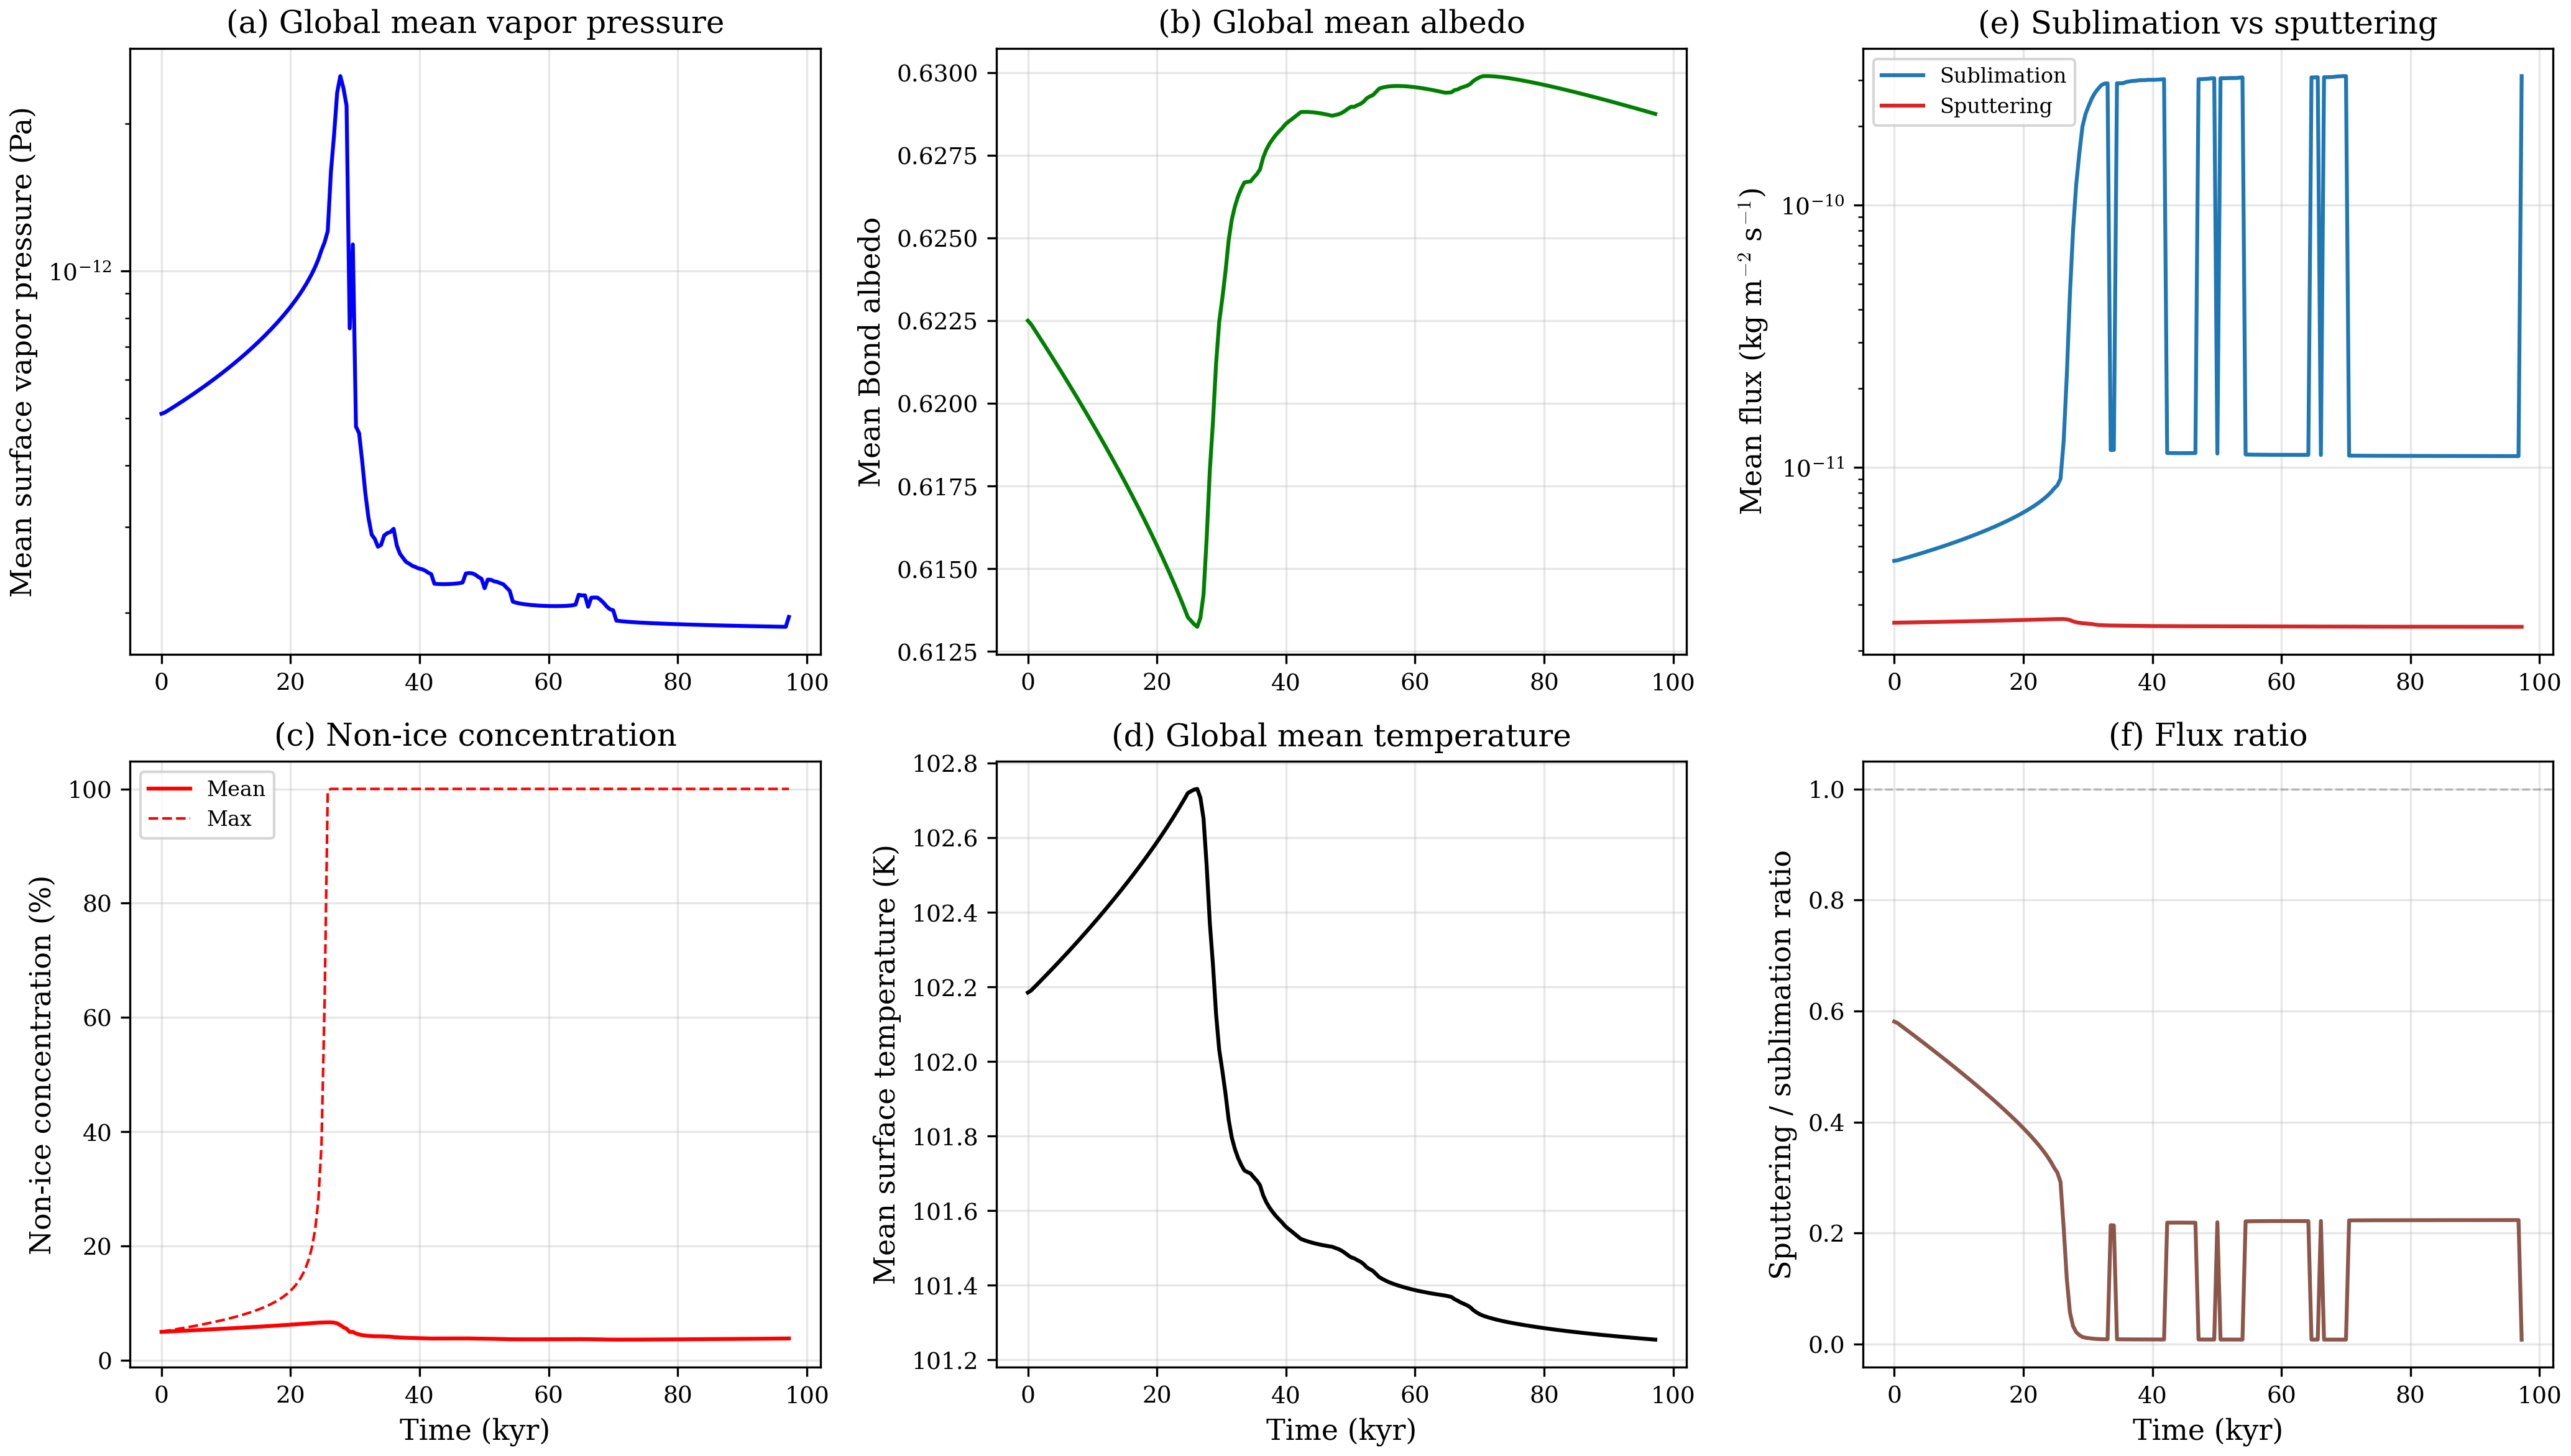 (a) Global mean vapor pressure
Mean surface vapor pressure (Pa)
10⁻¹²
0 20 40 60 80 100
(b) Global mean albedo
Mean Bond albedo
0.6300
0.6275
0.6250
0.6225
0.6200
0.6175
0.6150
0.6125
0 20 40 60 80 100
(e) Sublimation vs sputtering
Sublimation
Sputtering
Mean flux (kg m⁻² s⁻¹)
10⁻¹⁰
10⁻¹¹
0 20 40 60 80 100
(c) Non-ice concentration
Mean
Max
Non-ice concentration (%)
100
80
60
40
20
0
0 20 40 60 80 100
Time (kyr)
(d) Global mean temperature
Mean surface temperature (K)
102.8
102.6
102.4
102.2
102.0
101.8
101.6
101.4
101.2
0 20 40 60 80 100
Time (kyr)
(f) Flux ratio
Sputtering / sublimation ratio
1.0
0.8
0.6
0.4
0.2
0.0
0 20 40 60 80 100
Time (kyr)